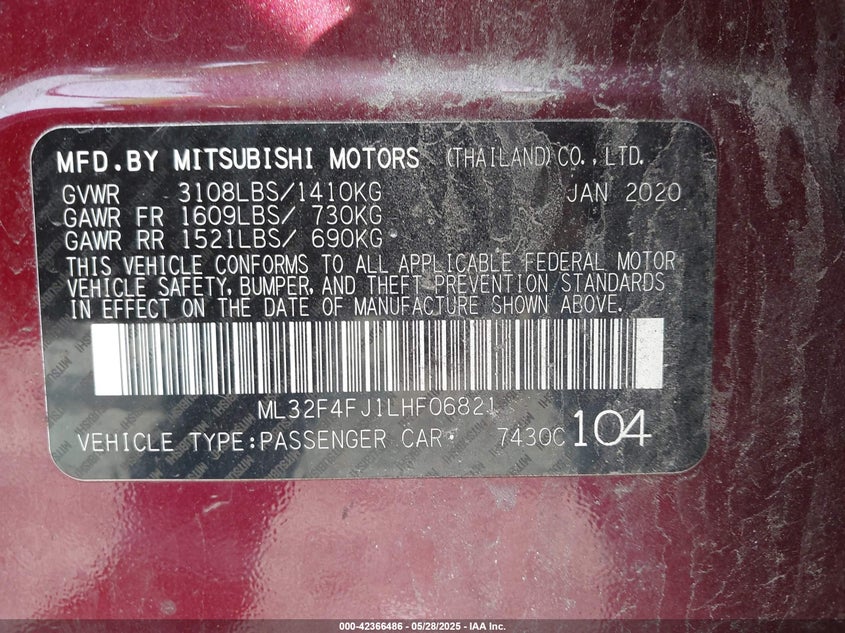 MFD.BY MITSUBISHI MOTORS (THAILAND)CO.,LTD.
GVWR 3108LBS/1410KG JAN 2020
GAWR FR 1609LBS/ 730KG
GAWR RR 1521LBS/ 690KG
THIS VEHICLE CONFORMS TO ALL APPLICABLE FEDERAL MOTOR
VEHICLE SAFETY, BUMPER, AND THEFT PREVENTION STANDARDS
IN EFFECT ON THE DATE OF MANUFACTURE SHOWN ABOVE.
ML32F4FJ1LHF06821
VEHICLE TYPE:PASSENGER CAR 7430C 104
000-42366486 - 05/28/2025 - IAA Inc.